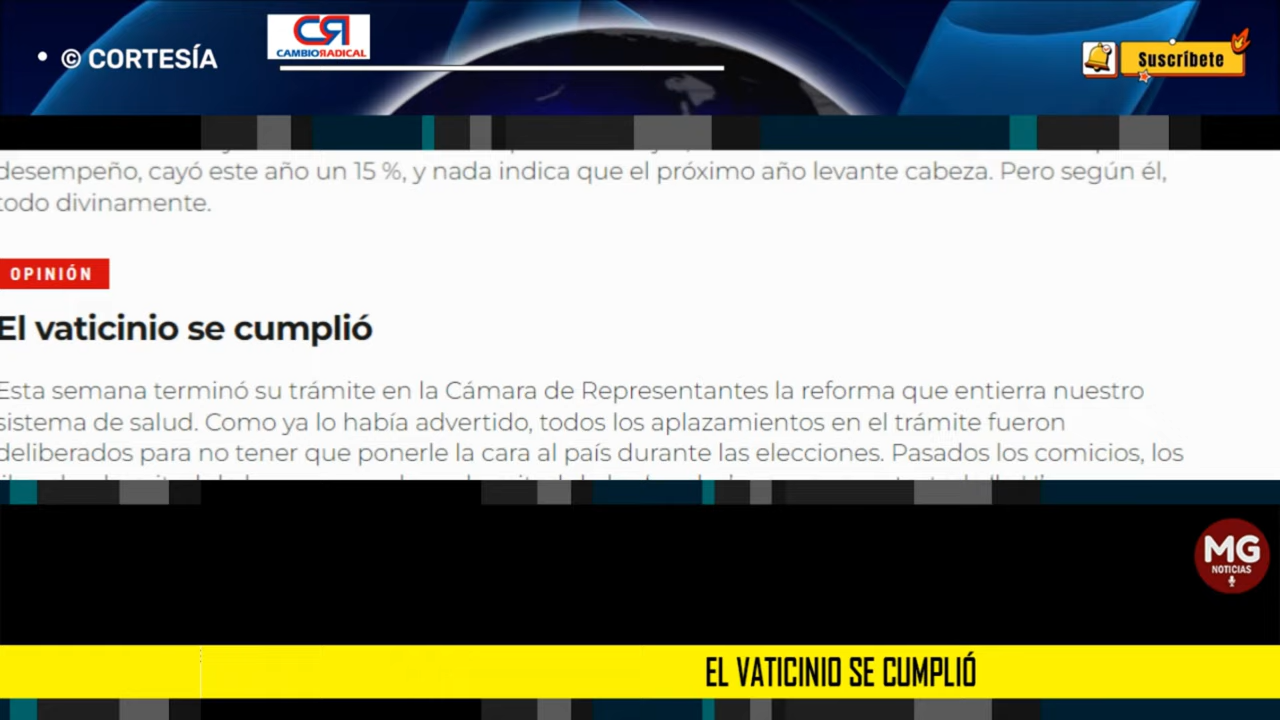 • © CORTESÍA
CR
CAMBIO RADICAL
Suscríbete
desempeño, cayó este año un 15 %, y nada indica que el próximo año levante cabeza. Pero según él,
todo divinamente.
OPINIÓN
El vaticinio se cumplió
Esta semana terminó su trámite en la Cámara de Representantes la reforma que entierra nuestro
sistema de salud. Como ya lo había advertido, todos los aplazamientos en el trámite fueron
deliberados para no tener que ponerle la cara al país durante las elecciones. Pasados los comicios, los
MG
NOTICIAS
EL VATICINIO SE CUMPLIÓ